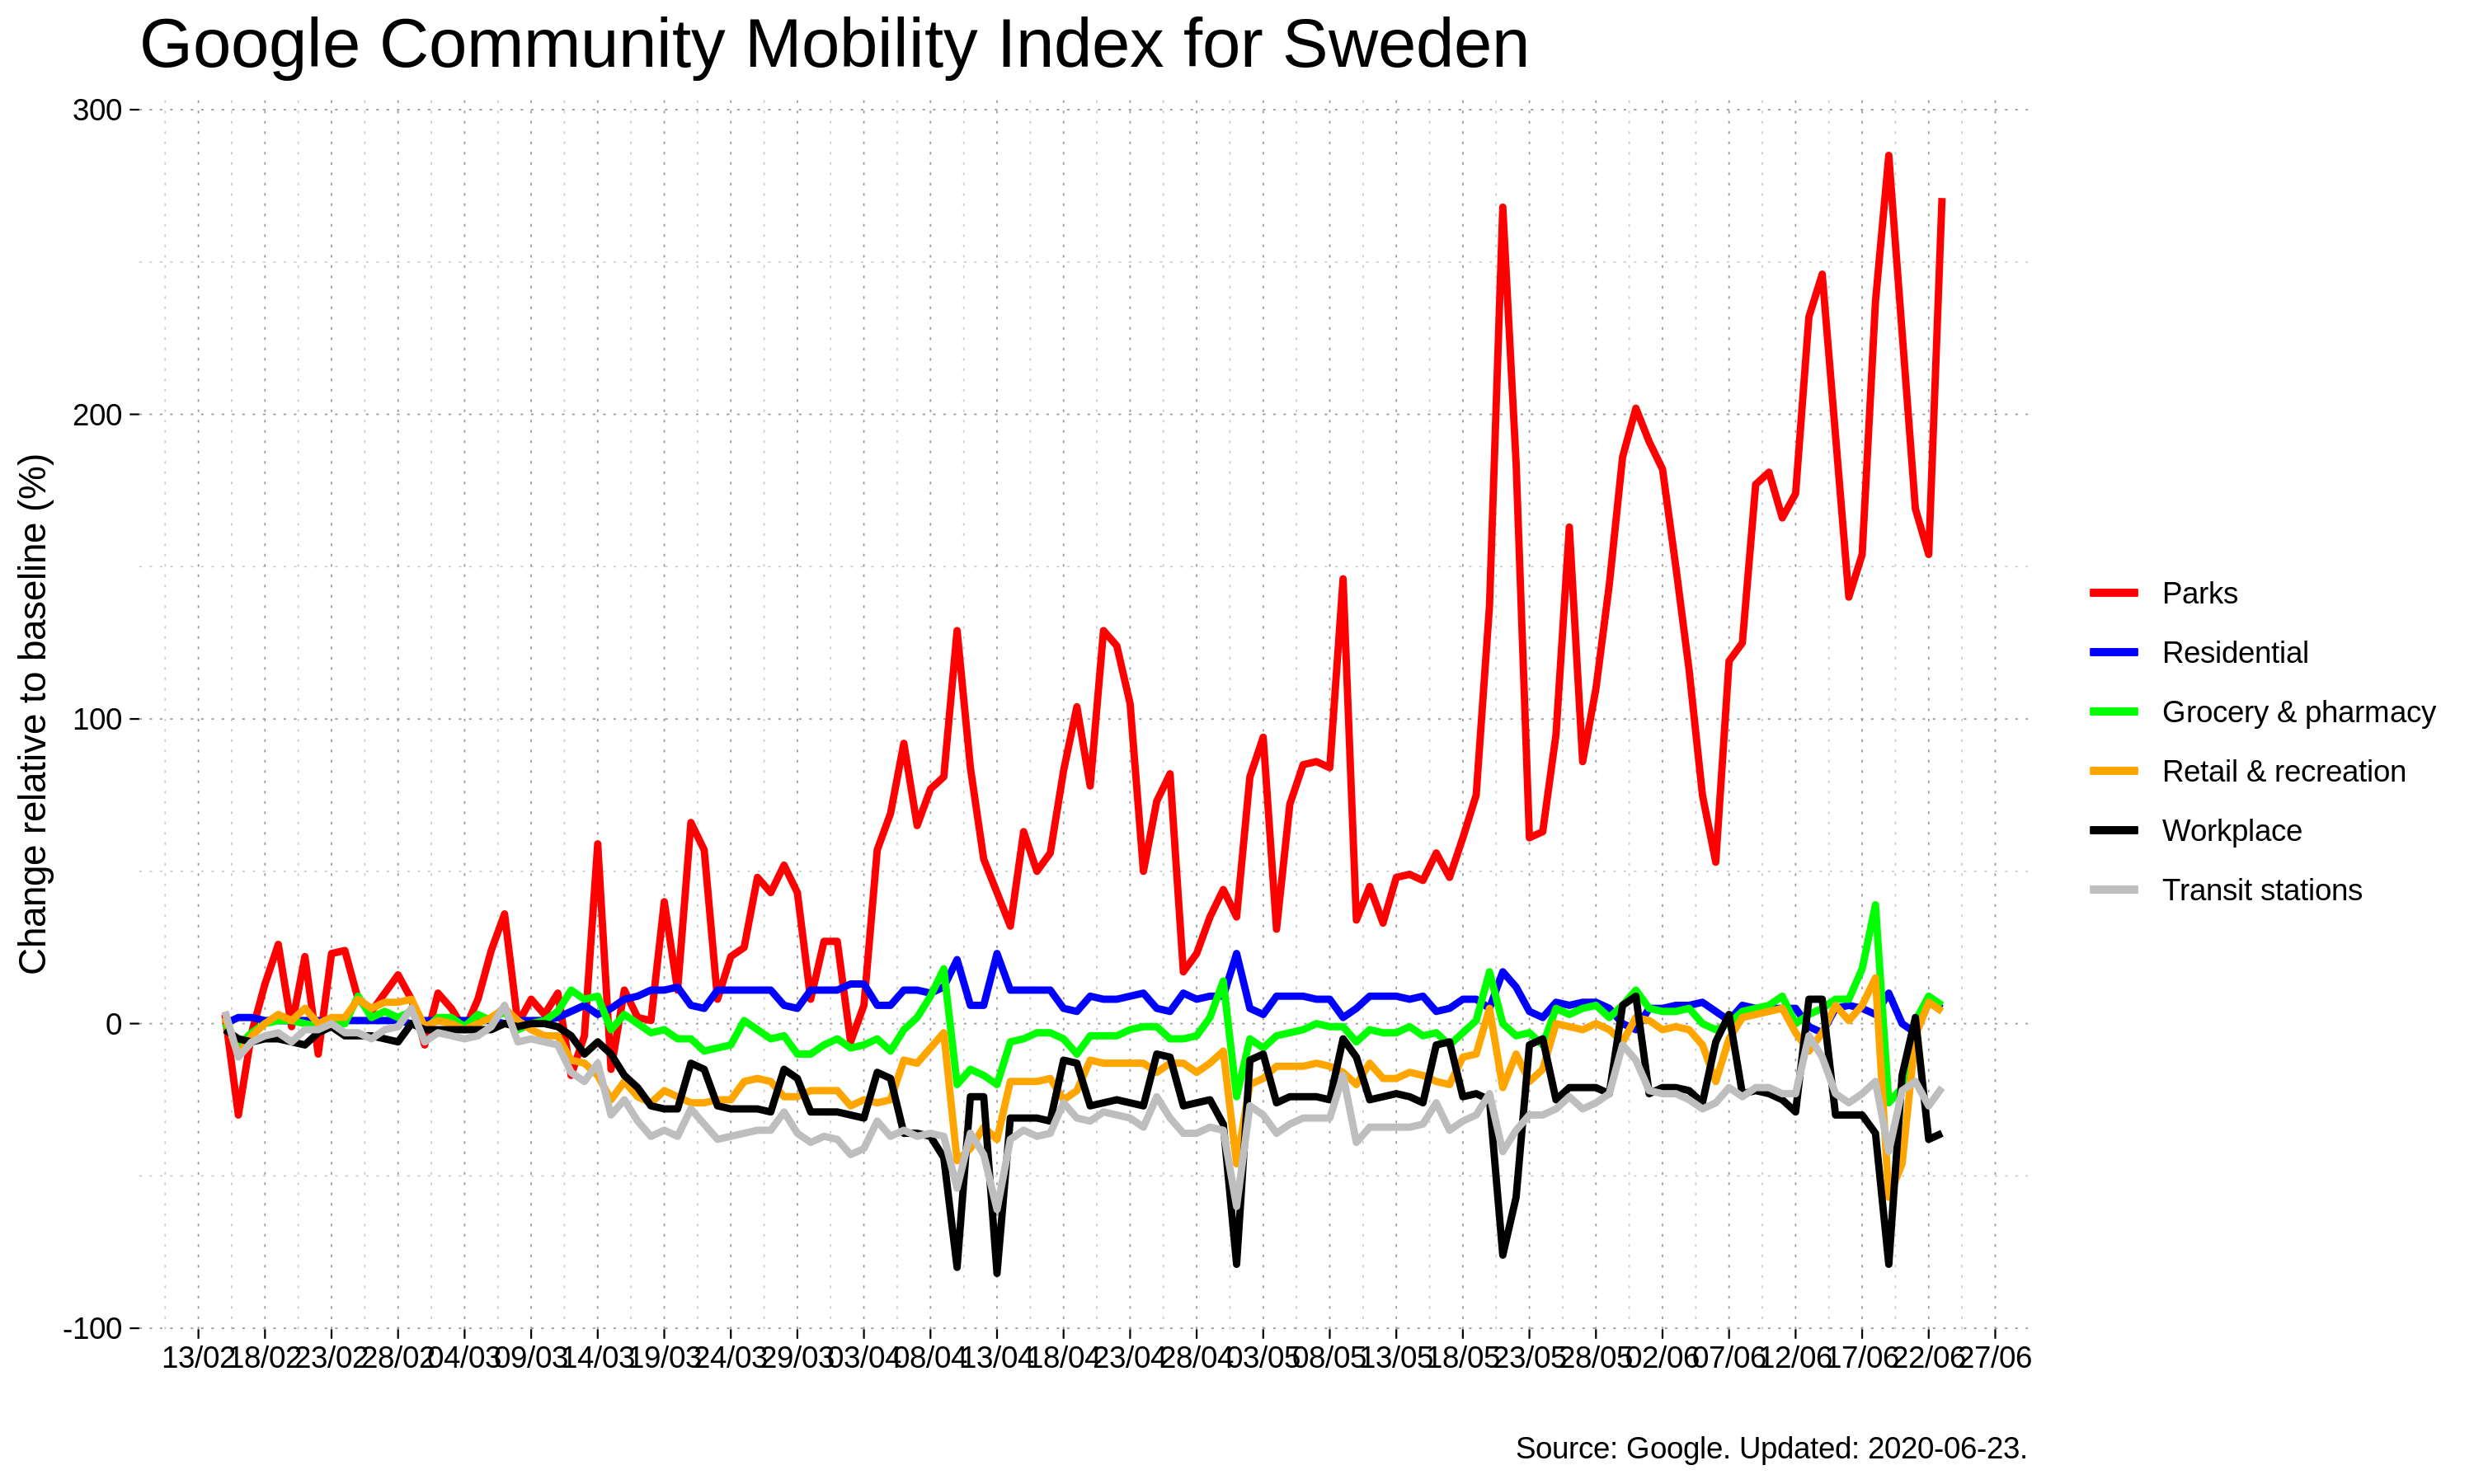 Google Community Mobility Index for Sweden
Change relative to baseline (%)
300
200
100
0
-100
13/02 18/02 23/02 28/02 04/03 09/03 14/03 19/03 24/03 29/03 03/04 08/04 13/04 18/04 23/04 28/04 03/05 08/05 13/05 18/05 23/05 28/05 02/06 07/06 12/06 17/06 22/06 27/06
Parks
Residential
Grocery & pharmacy
Retail & recreation
Workplace
Transit stations
Source: Google. Updated: 2020-06-23.